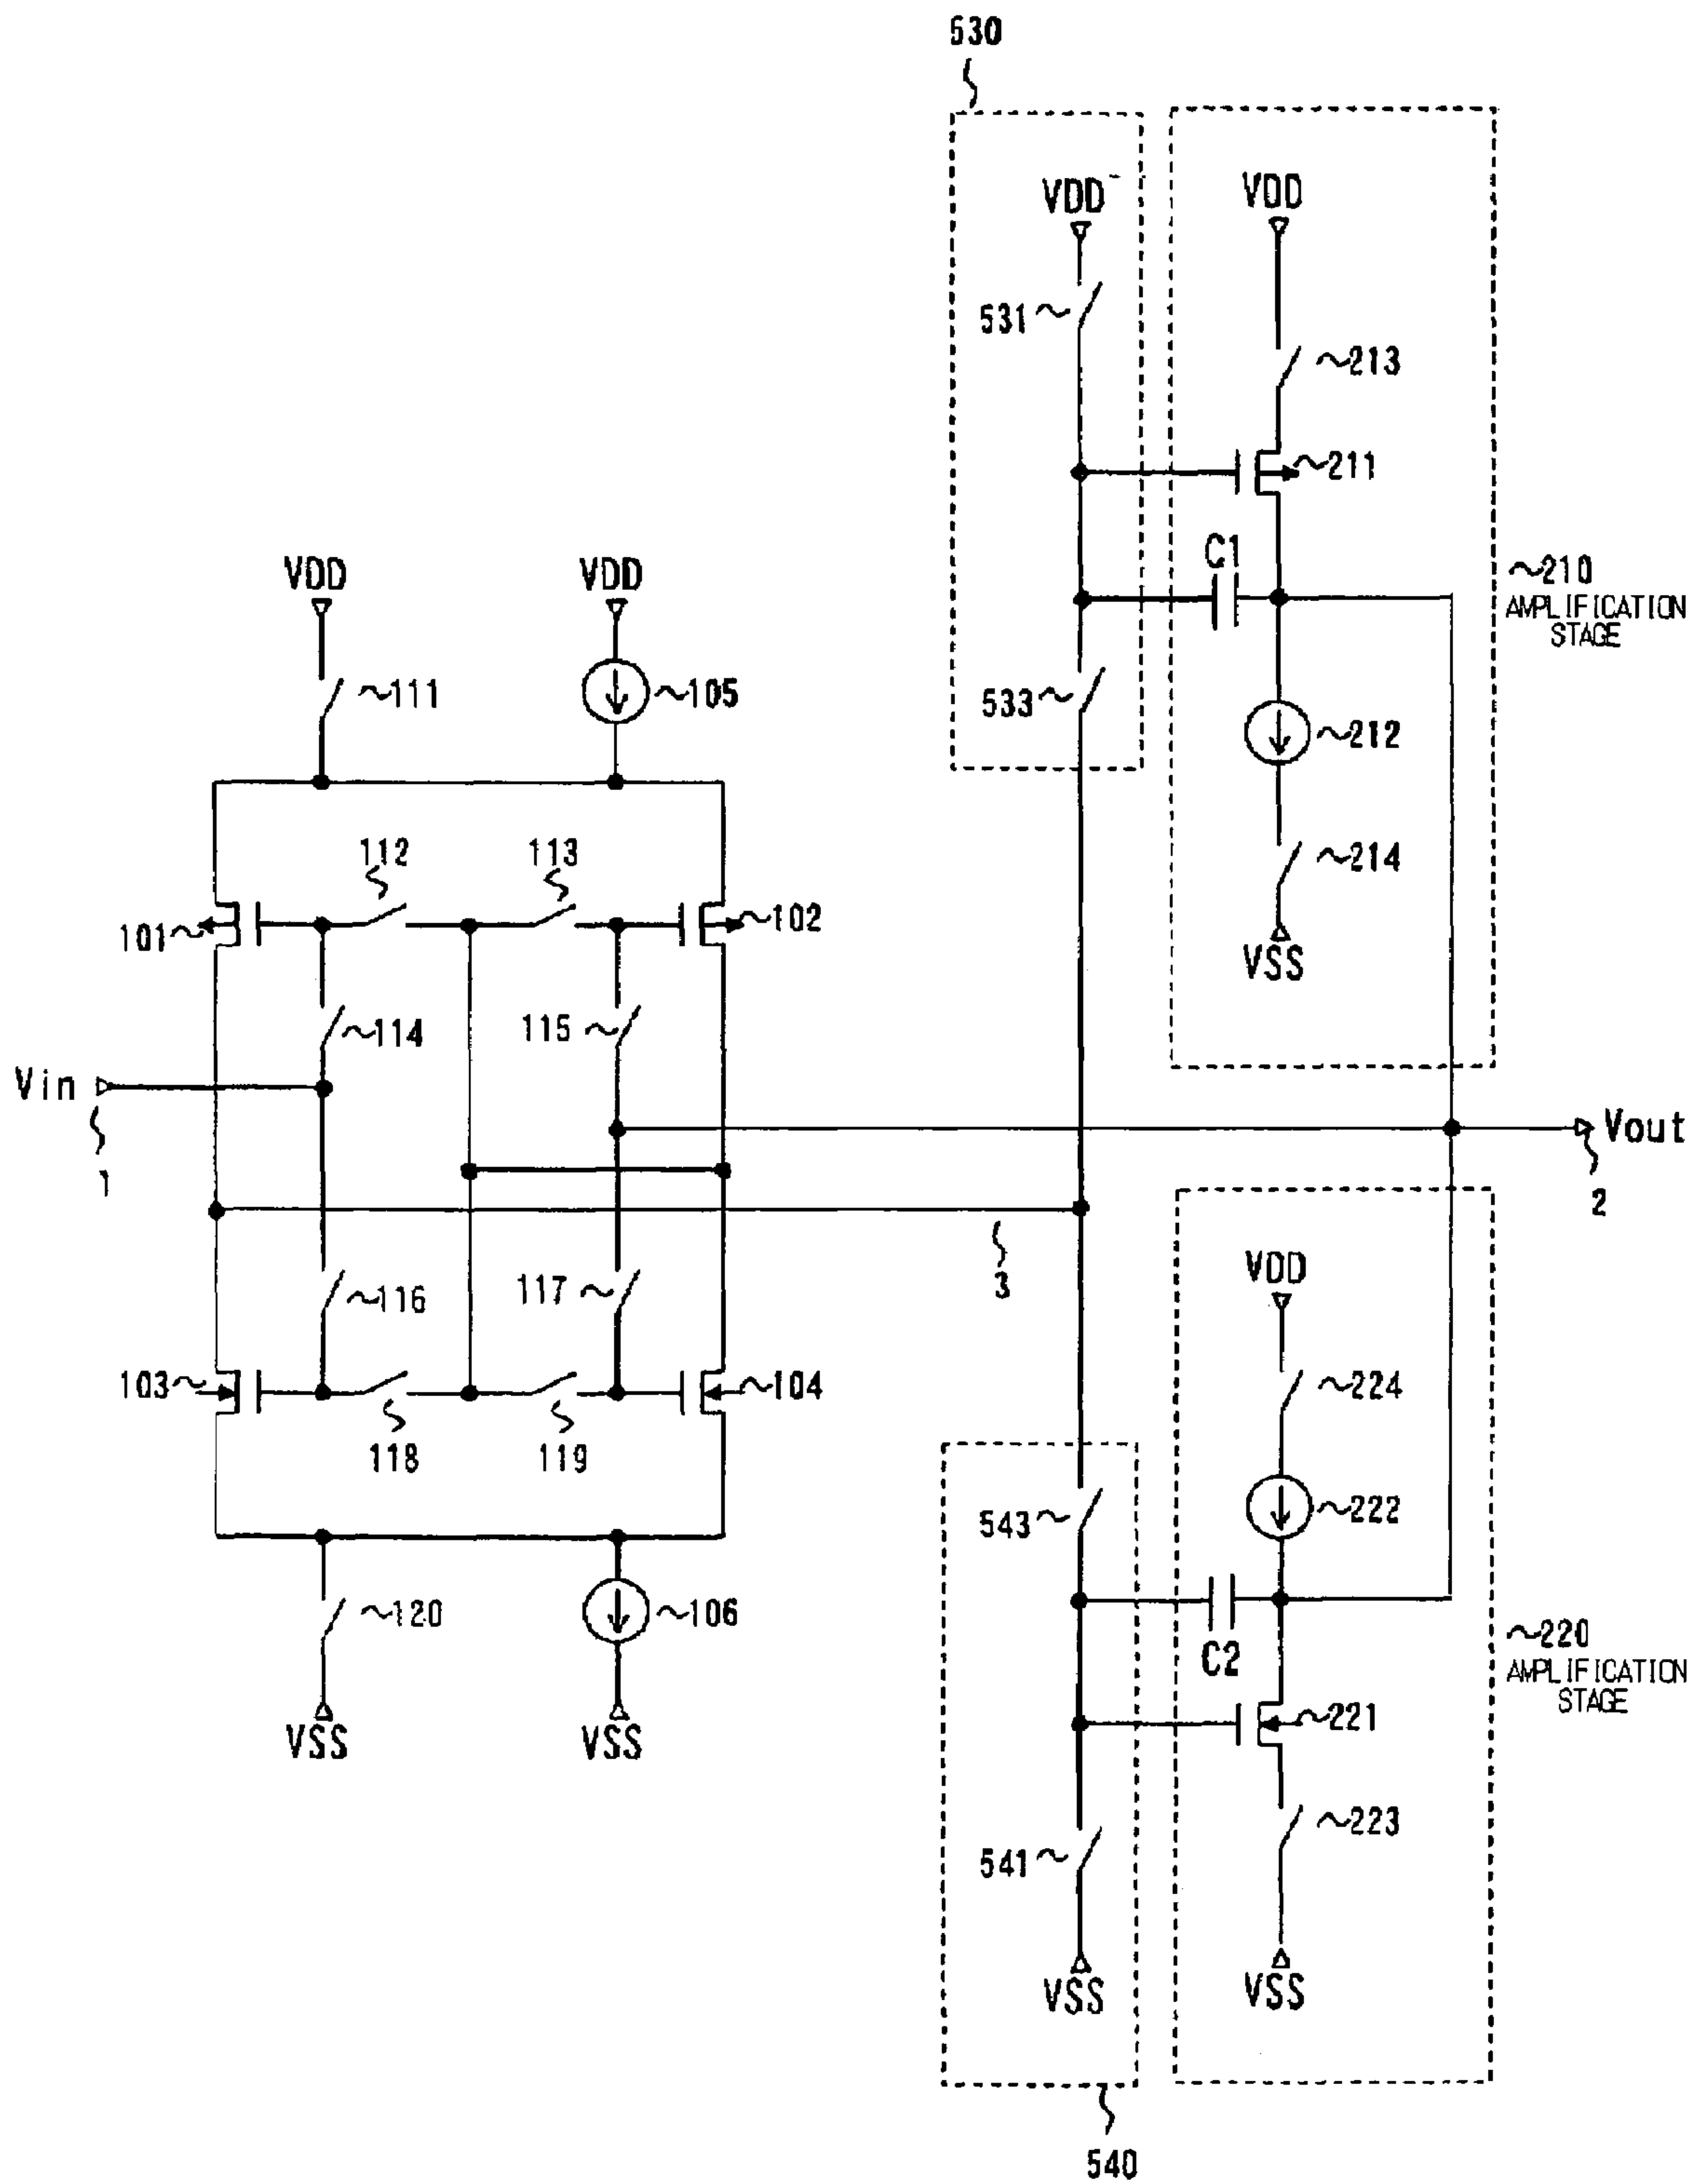 530
VDD
VDD
531
213
211
C1
210
AMPLIFICATION
STAGE
VDD
VDD
111
105
533
212
112
113
214
101
102
VSS
114
115
Vin
1
Vout
2
3
116
117
VDD
103
104
224
118
119
543
222
120
106
C2
220
AMPLIFICATION
STAGE
221
VSS
VSS
541
223
VSS
VSS
540